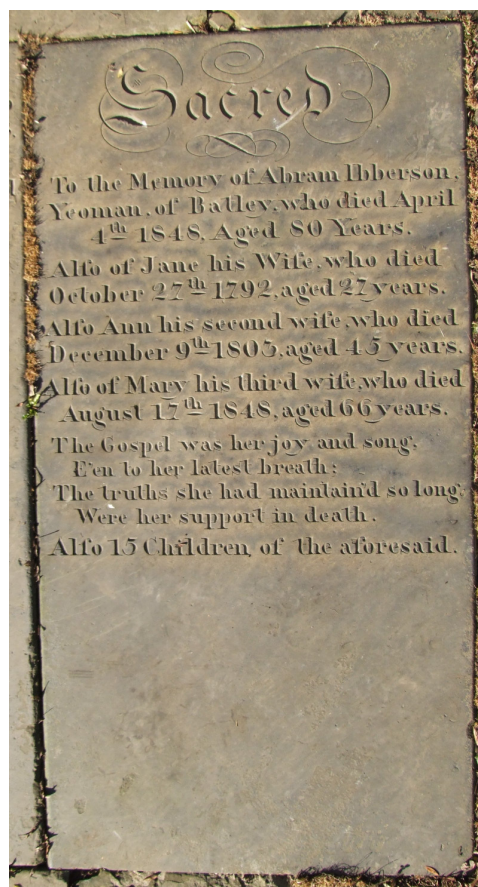 Sacred
To the Memory of Abram Ibberson,
Yeoman, of Batley, who died April
4th 1848, Aged 80 Years.
Alſo of Jane his Wife, who died
October 27th 1792, aged 27 years.
Alſo Ann his second wife, who died
December 9th 1803, aged 45 years.
Alſo of Mary his third wife, who died
August 17th 1848, aged 66 years.
The Gospel was her joy and song,
E'en to her latest breath;
The truths she had maintain'd so long,
Were her support in death.
Alſo 15 Children, of the aforesaid.